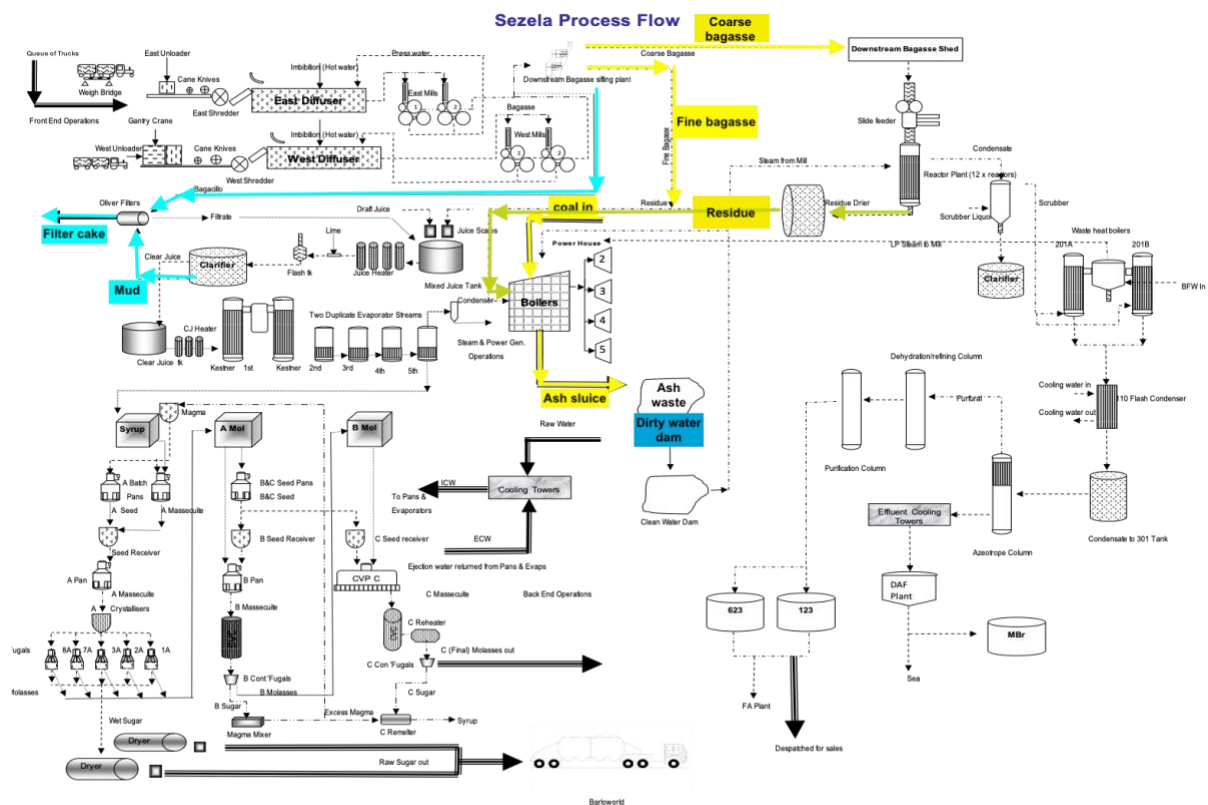 Sezela Process Flow
Coarse
bagasse
Queue of Trucks
East Unloader
Cane Knives
Weigh Bridge
Front End Operations
East Shredder
Imbibition (Hot water)
Press water
East Diffuser
East Mills
1
2
Coarse Bagasse
Downstream Bagasse sifting plant
Downstream Bagasse Shed
Gantry Crane
West Unloader
Cane Knives
West Shredder
Imbibition (Hot water)
West Diffuser
Bagasse
West Mills
1
2
Fine bagasse
Fine Bagasse
Slide feeder
Steam from Mill
Condensate
Reactor Plant (12 x reactors)
Scrubber Liquor
Scrubber
Bagacillo
Oliver Filters
Filtrate
Filter cake
Draft Juice
Juice Scales
coal in
Residue
Residue
Residue Drier
Waste heat boilers
201A
201B
LP Steam to Mill
BFW In
Clarifier
Clear Juice
Clarifier
Mud
Lime
Flash tk
Juice Heater
Mixed Juice Tank
Power House
2
3
4
5
Boilers
Condenser
CJ Heater
Clear Juice tk
Kestner
1st
Kestner
Two Duplicate Evaporator Streams
2nd
3rd
4th
5th
Steam & Power Gen.
Operations
Ash sluice
Ash
waste
Dirty water
dam
Clean Water Dam
Dehydration/refining Column
Cooling water in
Cooling water out
110 Flash Condenser
Purfural
Purification Column
Azeotrope Column
Condensate to 301 Tank
Effluent Cooling
Towers
DAF
Plant
MBr
Sea
623
123
FA Plant
Despatched for sales
Magma
Syrup
A Mol
B Mol
Raw Water
Cooling Towers
ICW
To Pans &
Evaporators
ECW
Ejection water returned from Pans & Evaps
Back End Operations
A Batch
Pans
A
Seed
A Massecuite
Seed Receiver
A Pan
A Massecuite
A
Crystalisers
B&C Seed Pans
B&C Seed
B Seed Receiver
B Pan
B Massecuite
BVC
B Cont 'Fugals
B Molasses
B Sugar
Magma Mixer
Excess Magma
C Seed receiver
CVP C
C Massecuite
CVC
C Reheater
C (Final) Molasses out
C Con 'Fugals
C Sugar
C Remelter
Syrup
'ugals
8A
7A
3A
2A
1A
Molasses
Wet Sugar
Dryer
Dryer
Raw Sugar out
Barloworld